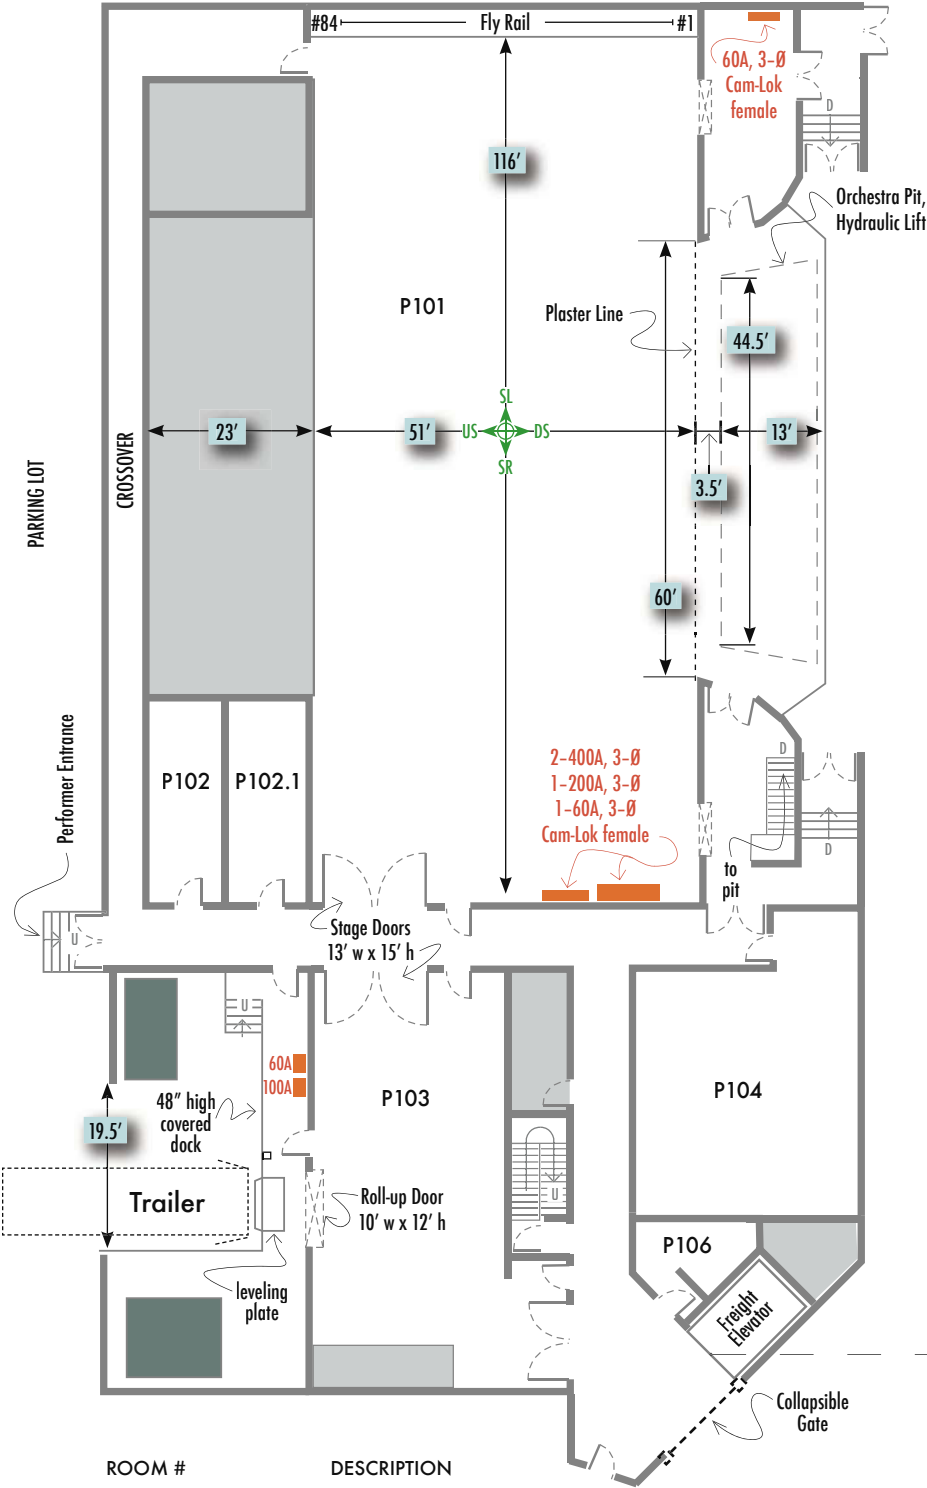 #84
Fly Rail
#1
60A, 3-Ø
Cam-Lok
female
D
116'
Orchestra Pit,
Hydraulic Lift
P101
Plaster Line
44.5'
SL
US
DS
SR
23'
51'
13'
3.5'
CROSSOVER
PARKING LOT
60'
Performer Entrance
P102
P102.1
2-400A, 3-Ø
1-200A, 3-Ø
1-60A, 3-Ø
Cam-Lok female
D
D
to
pit
U
Stage Doors
13' w x 15' h
U
60A
100A
48" high
covered
dock
19.5'
P103
P104
Trailer
Roll-up Door
10' w x 12' h
U
P106
leveling
plate
Freight
Elevator
Collapsible
Gate
ROOM #
DESCRIPTION